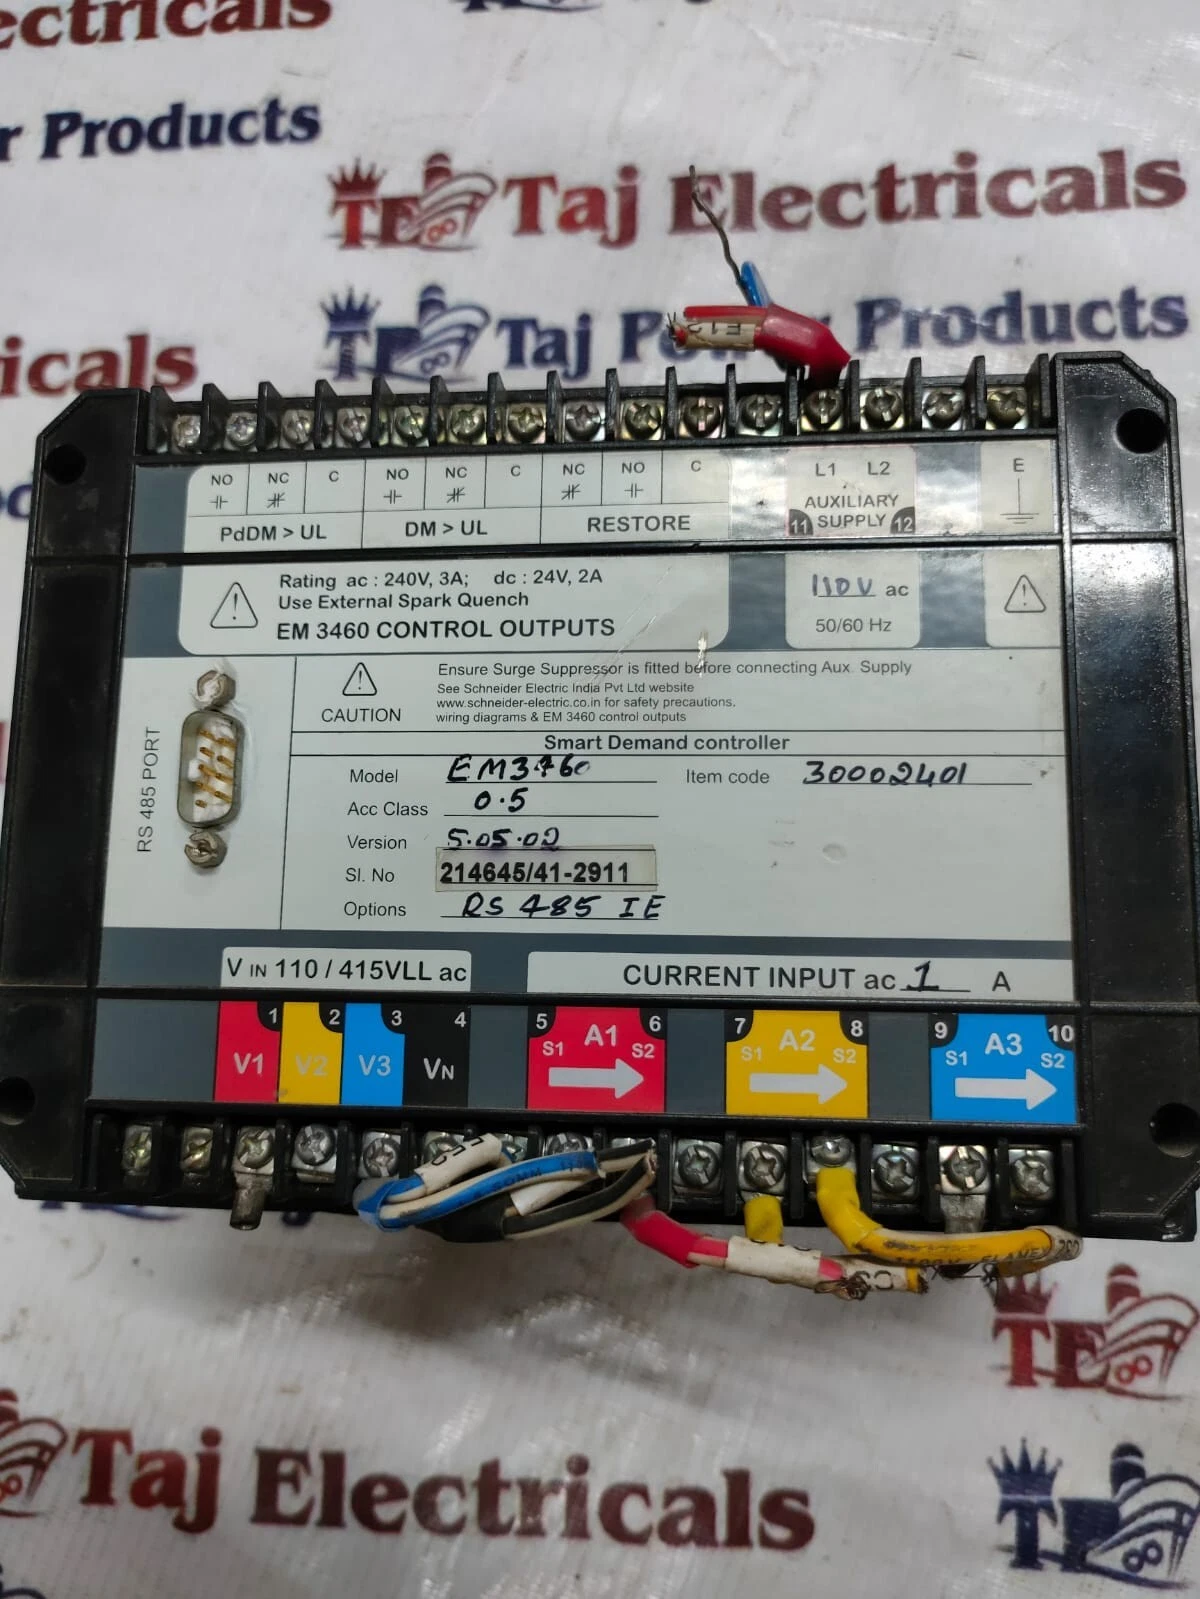 ectricals
r Products
Taj Electricals
TE
Taj Power Products
icals
E12
NO NC C NO NC C NC NO C
PdDM > UL DM > UL RESTORE
L1 L2
AUXILIARY
11 SUPPLY 12
E
Rating ac : 240V, 3A; dc : 24V, 2A
Use External Spark Quench
EM 3460 CONTROL OUTPUTS
110V ac
50/60 Hz
CAUTION
Ensure Surge Suppressor is fitted before connecting Aux. Supply
See Schneider Electric India Pvt Ltd website
www.schneider-electric.co.in for safety precautions,
wiring diagrams & EM 3460 control outputs
RS 485 PORT
Smart Demand controller
Model EM3460 Item code 30002401
Acc Class 0.5
Version 5.05.02
Sl. No 214645/41-2911
Options RS 485 IE
V IN 110 / 415VLL ac
CURRENT INPUT ac 1 A
1 2 3 4 5 6 7 8 9 10
V1 V2 V3 VN
S1 A1 S2
S1 A2 S2
S1 A3 S2
TE
Taj Electricals